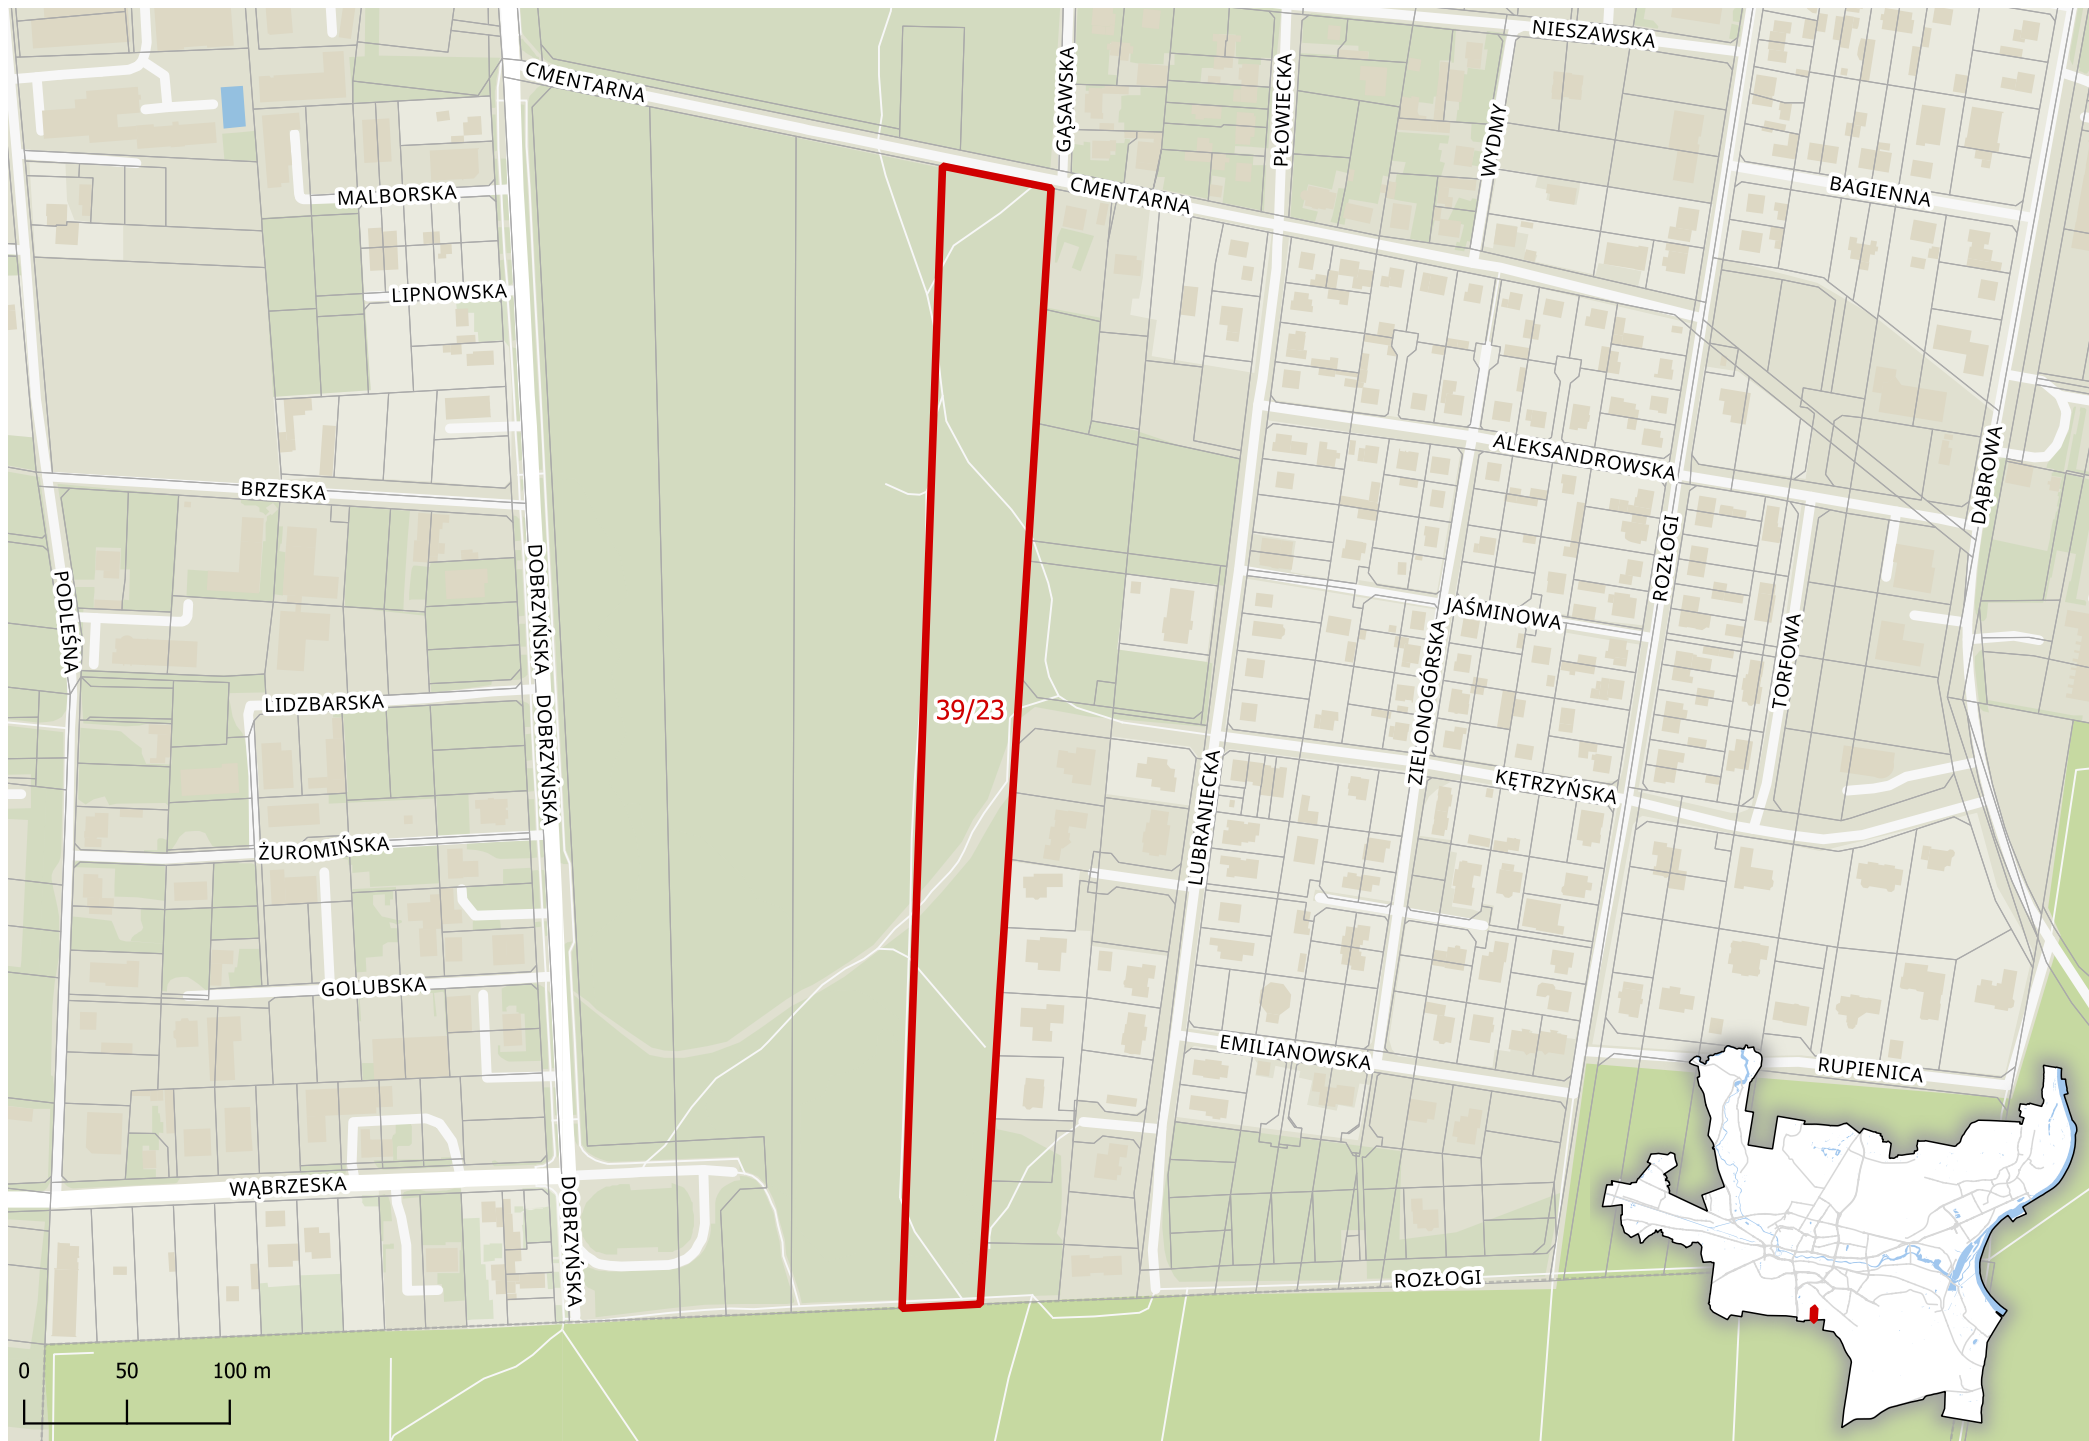 NIESZAWSKA
CMENTARNA
GĄSAWSKA
PŁOWIECKA
WYDMY
MALBORSKA
CMENTARNA
BAGIENNA
LIPNOWSKA
ALEKSANDROWSKA
DĄBROWA
BRZESKA
DOBRZYŃSKA
ROZŁOGI
PODLEŚNA
JAŚMINOWA
TORFOWA
ZIELONOGÓRSKA
LIDZBARSKA
39/23
DOBRZYŃSKA
LUBRANIECKA
KĘTRZYŃSKA
ŻUROMIŃSKA
GOLUBSKA
EMILIANOWSKA
RUPIENICA
WĄBRZESKA
DOBRZYŃSKA
ROZŁOGI
0 50 100 m